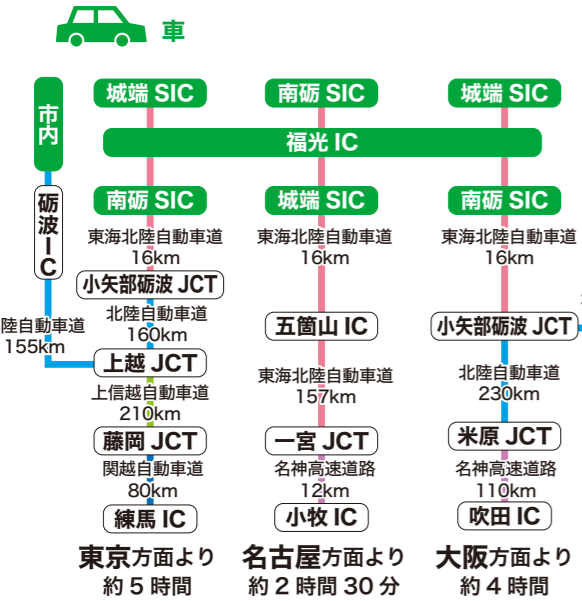 車
市内
砺波IC
陸自動車道
155km
城端 SIC
南砺 SIC
城端 SIC
福光 IC
南砺 SIC
城端 SIC
南砺 SIC
東海北陸自動車道
16km
小矢部砺波 JCT
北陸自動車道
160km
上越 JCT
上信越自動車道
210km
藤岡 JCT
関越自動車道
80km
練馬 IC
東京方面より
約 5 時間
東海北陸自動車道
16km
五箇山 IC
東海北陸自動車道
157km
一宮 JCT
名神高速道路
12km
小牧 IC
名古屋方面より
約 2 時間 30 分
東海北陸自動車道
16km
小矢部砺波 JCT
北陸自動車道
230km
米原 JCT
名神高速道路
110km
吹田 IC
大阪方面より
約 4 時間